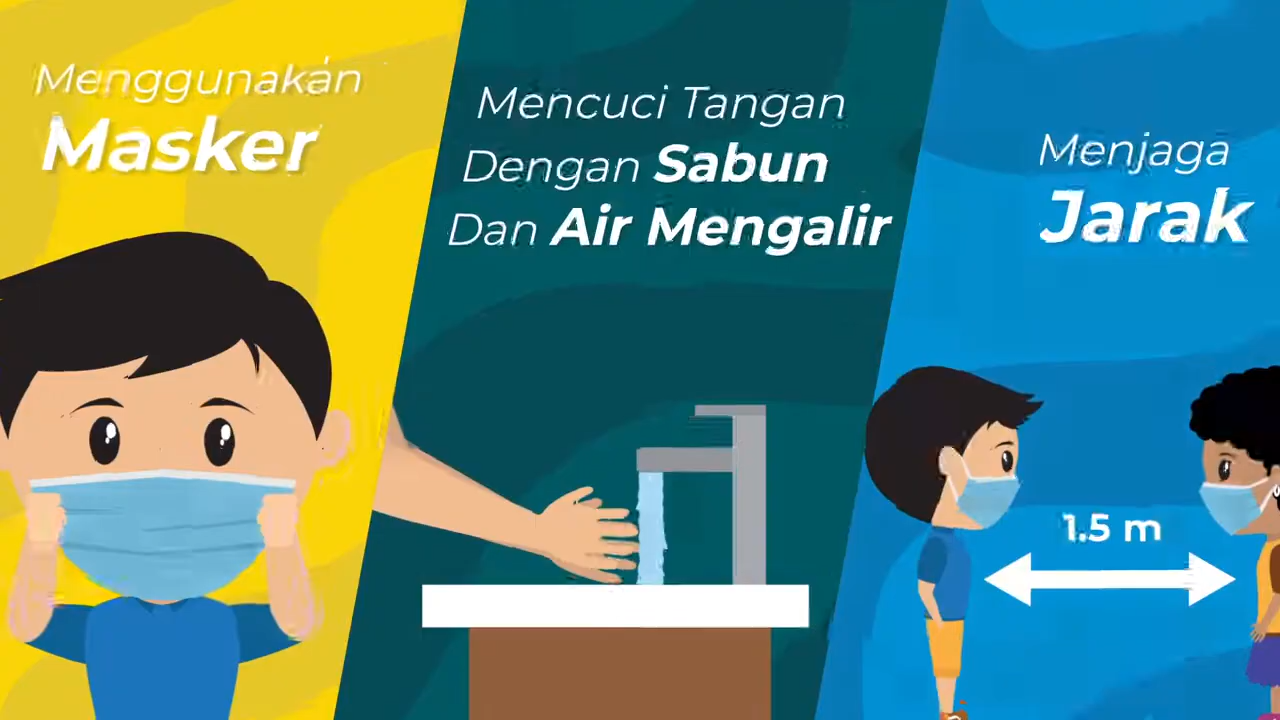 Menggunakan
Masker
Mencuci Tangan
Dengan Sabun
Dan Air Mengalir
Menjaga
Jarak
1.5 m